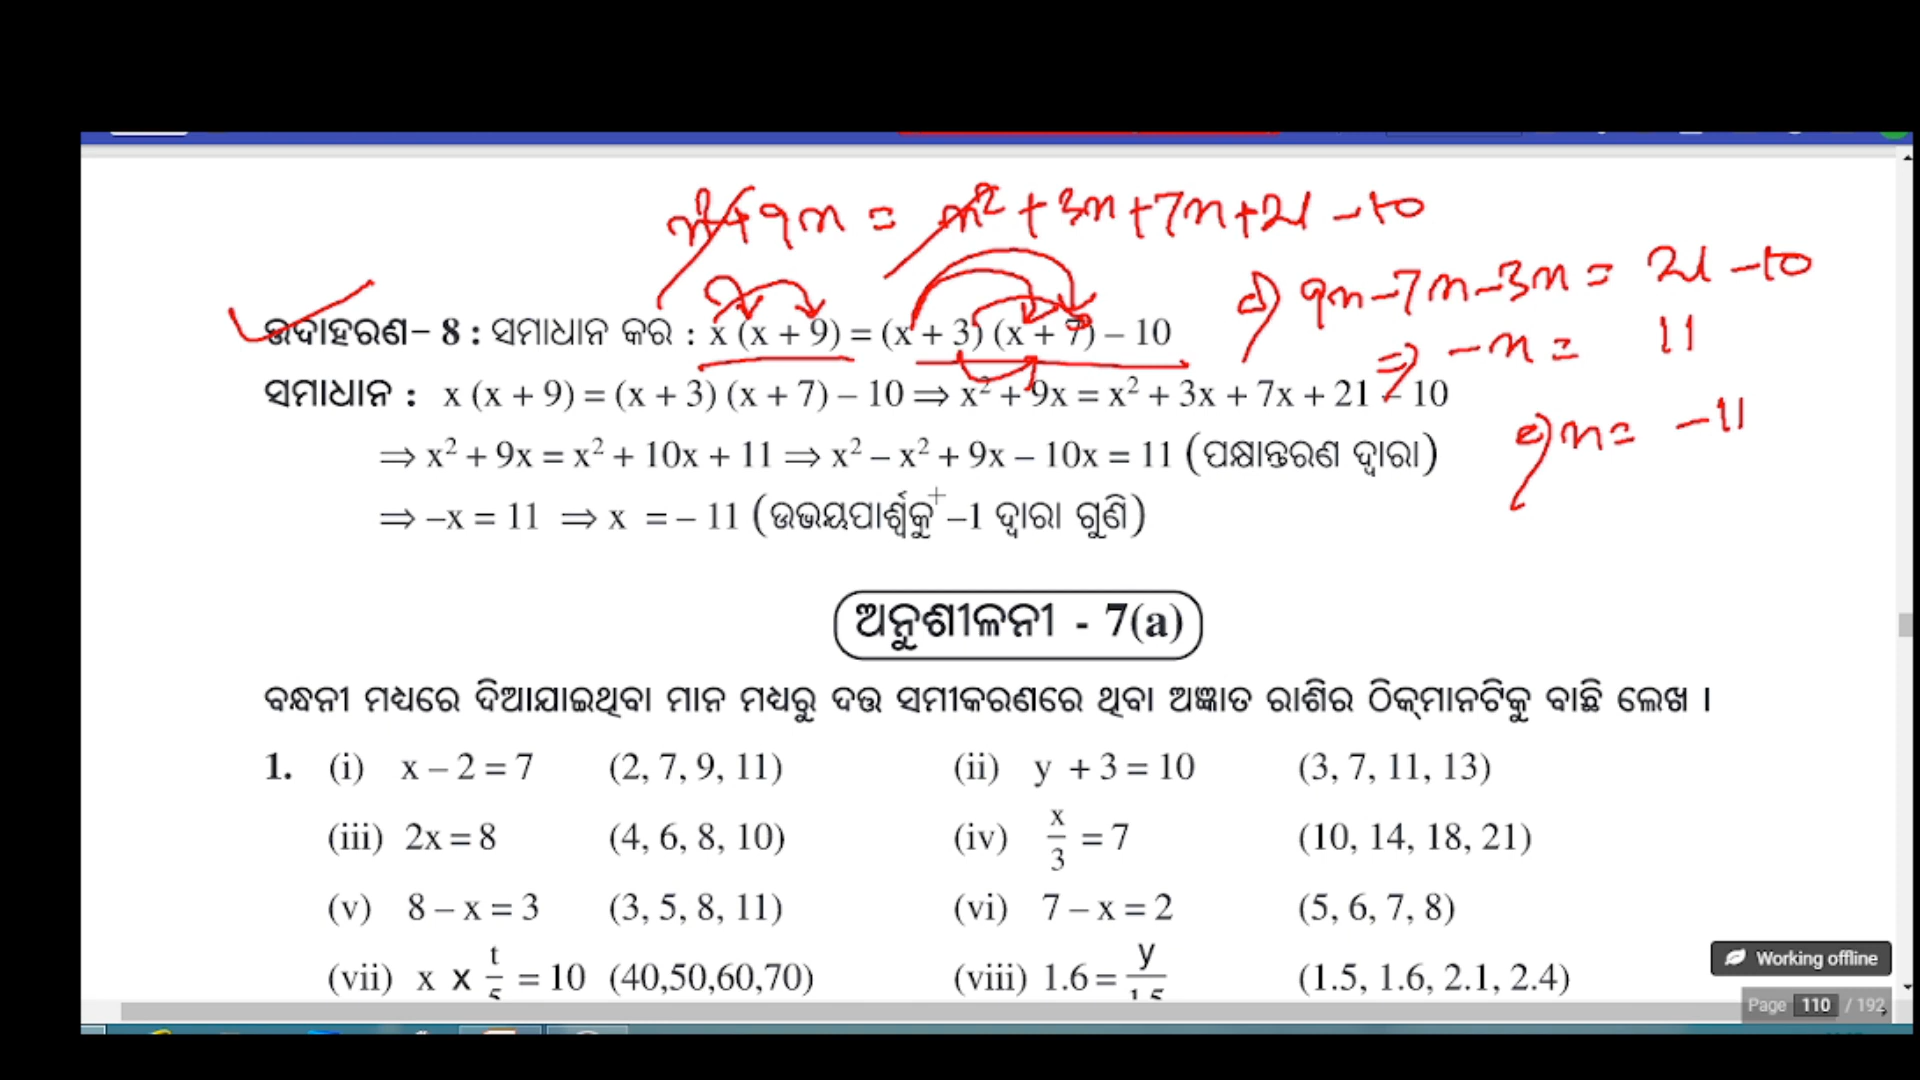 x² + 9x = x² + 3x + 7x + 21 – 10
⇒ 9x – 7x – 3x = 21 – 10
⇒ – x = 11
⇒ x = – 11
ଉଦାହରଣ– 8 : ସମାଧାନ କର : x (x + 9) = (x + 3) (x + 7) – 10
ସମାଧାନ : x (x + 9) = (x + 3) (x + 7) – 10 ⇒ x² + 9x = x² + 3x + 7x + 21 – 10
⇒ x² + 9x = x² + 10x + 11 ⇒ x² – x² + 9x – 10x = 11 (ପକ୍ଷାନ୍ତରଣ ଦ୍ୱାରା)
⇒ –x = 11 ⇒ x = – 11 (ଉଭୟପାର୍ଶ୍ୱକୁ –1 ଦ୍ୱାରା ଗୁଣି)
ଅନୁଶୀଳନୀ - 7(a)
ବନ୍ଧନୀ ମଧ୍ୟରେ ଦିଆଯାଇଥିବା ମାନ ମଧ୍ୟରୁ ଦତ୍ତ ସମୀକରଣରେ ଥିବା ଅଜ୍ଞାତ ରାଶିର ଠିକ୍‌ମାନଟିକୁ ବାଛି ଲେଖ ।
1. (i) x – 2 = 7 (2, 7, 9, 11) (ii) y + 3 = 10 (3, 7, 11, 13)
(iii) 2x = 8 (4, 6, 8, 10) (iv) x/3 = 7 (10, 14, 18, 21)
(v) 8 – x = 3 (3, 5, 8, 11) (vi) 7 – x = 2 (5, 6, 7, 8)
(vii) x x t/5 = 10 (40,50,60,70) (viii) 1.6 = y/1.5 (1.5, 1.6, 2.1, 2.4)
Working offline
Page 110 / 192